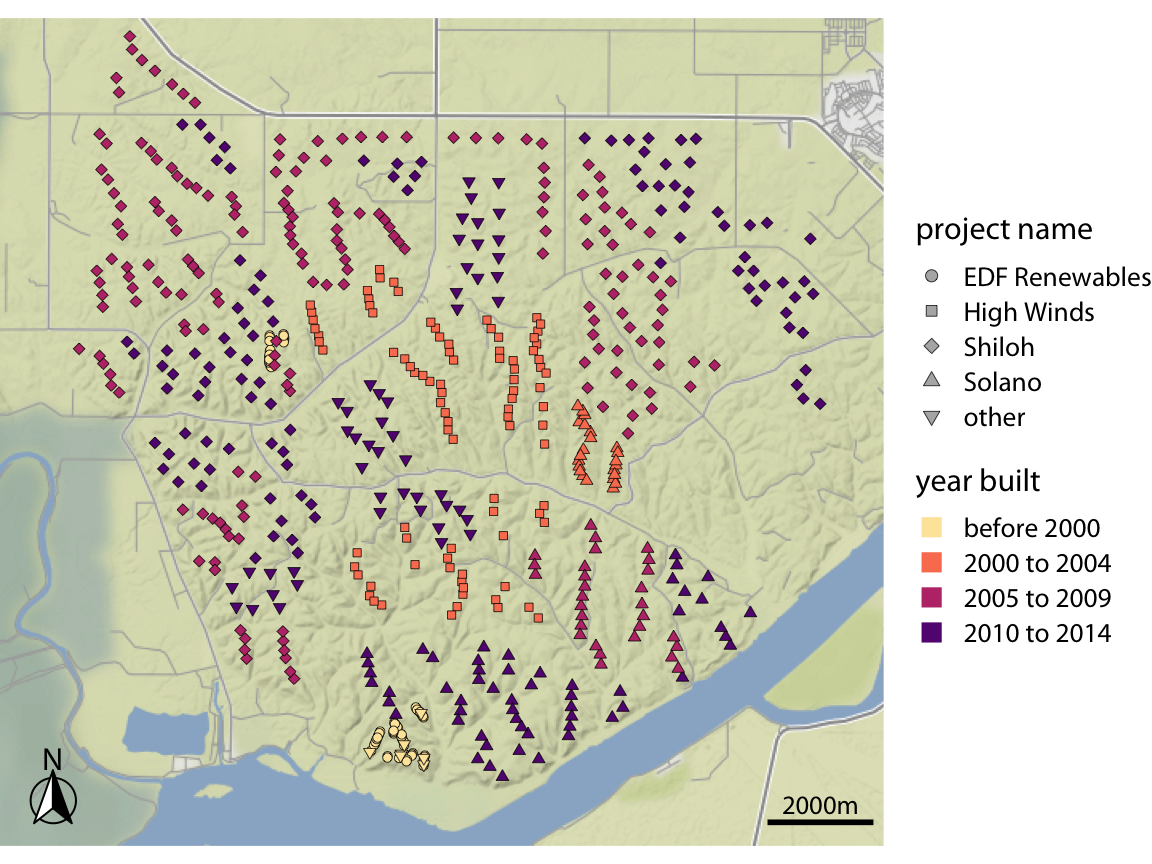 project name
EDF Renewables
High Winds
Shiloh
Solano
other
year built
before 2000
2000 to 2004
2005 to 2009
2010 to 2014
N
2000m